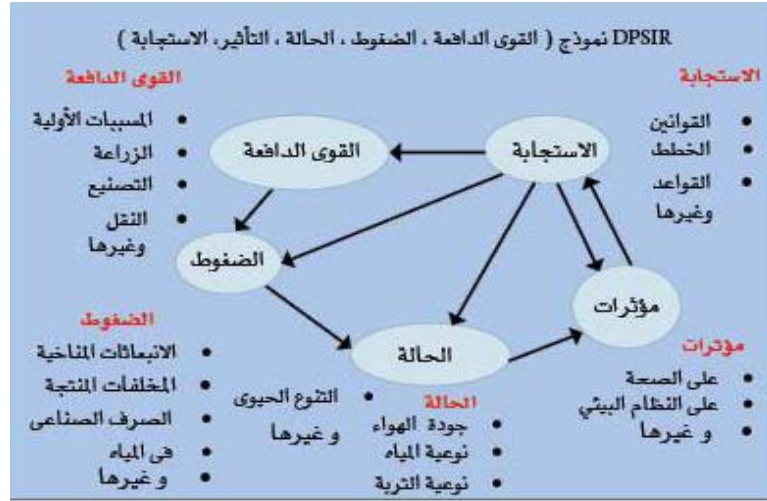 DPSIR نموذج ( القوى الدافعة ، الضغوط ، الحالة ، التأثير، الاستجابة )
الاستجابة
القوانين
الخطط
القواعد
وغيرها
القوى الدافعة
المسببات الأولية
الزراعة
التصنيع
النقل
وغيرها
الاستجابة
القوى الدافعة
الضغوط
مؤثرات
الحالة
مؤثرات
على الصحة
على النظام البيئي
و غيرها
الحالة
جودة الهواء
نوعية المياه
نوعية التربة
التنوع الحيوى
و غيرها
الضغوط
الانبعاثات المناخية
المخلفات المنتجة
الصرف الصناعى
فى المياه
و غيرها